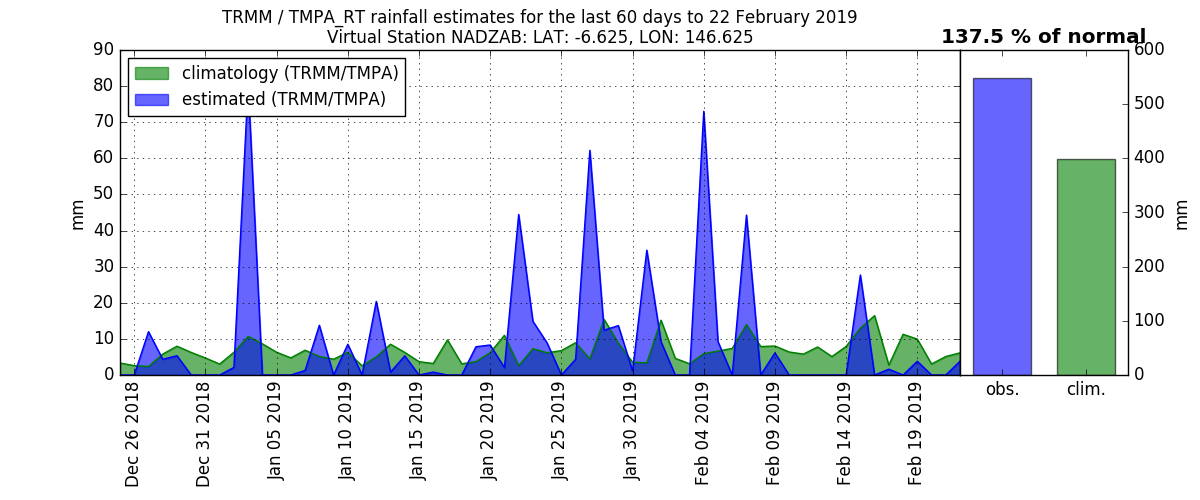 TRMM / TMPA_RT rainfall estimates for the last 60 days to 22 February 2019
Virtual Station NADZAB: LAT: -6.625, LON: 146.625
137.5 % of normal
climatology (TRMM/TMPA)
estimated (TRMM/TMPA)
90
80
70
60
50
40
30
20
10
0
mm
600
500
400
300
200
100
0
mm
Dec 26 2018
Dec 31 2018
Jan 05 2019
Jan 10 2019
Jan 15 2019
Jan 20 2019
Jan 25 2019
Jan 30 2019
Feb 04 2019
Feb 09 2019
Feb 14 2019
Feb 19 2019
obs.
clim.